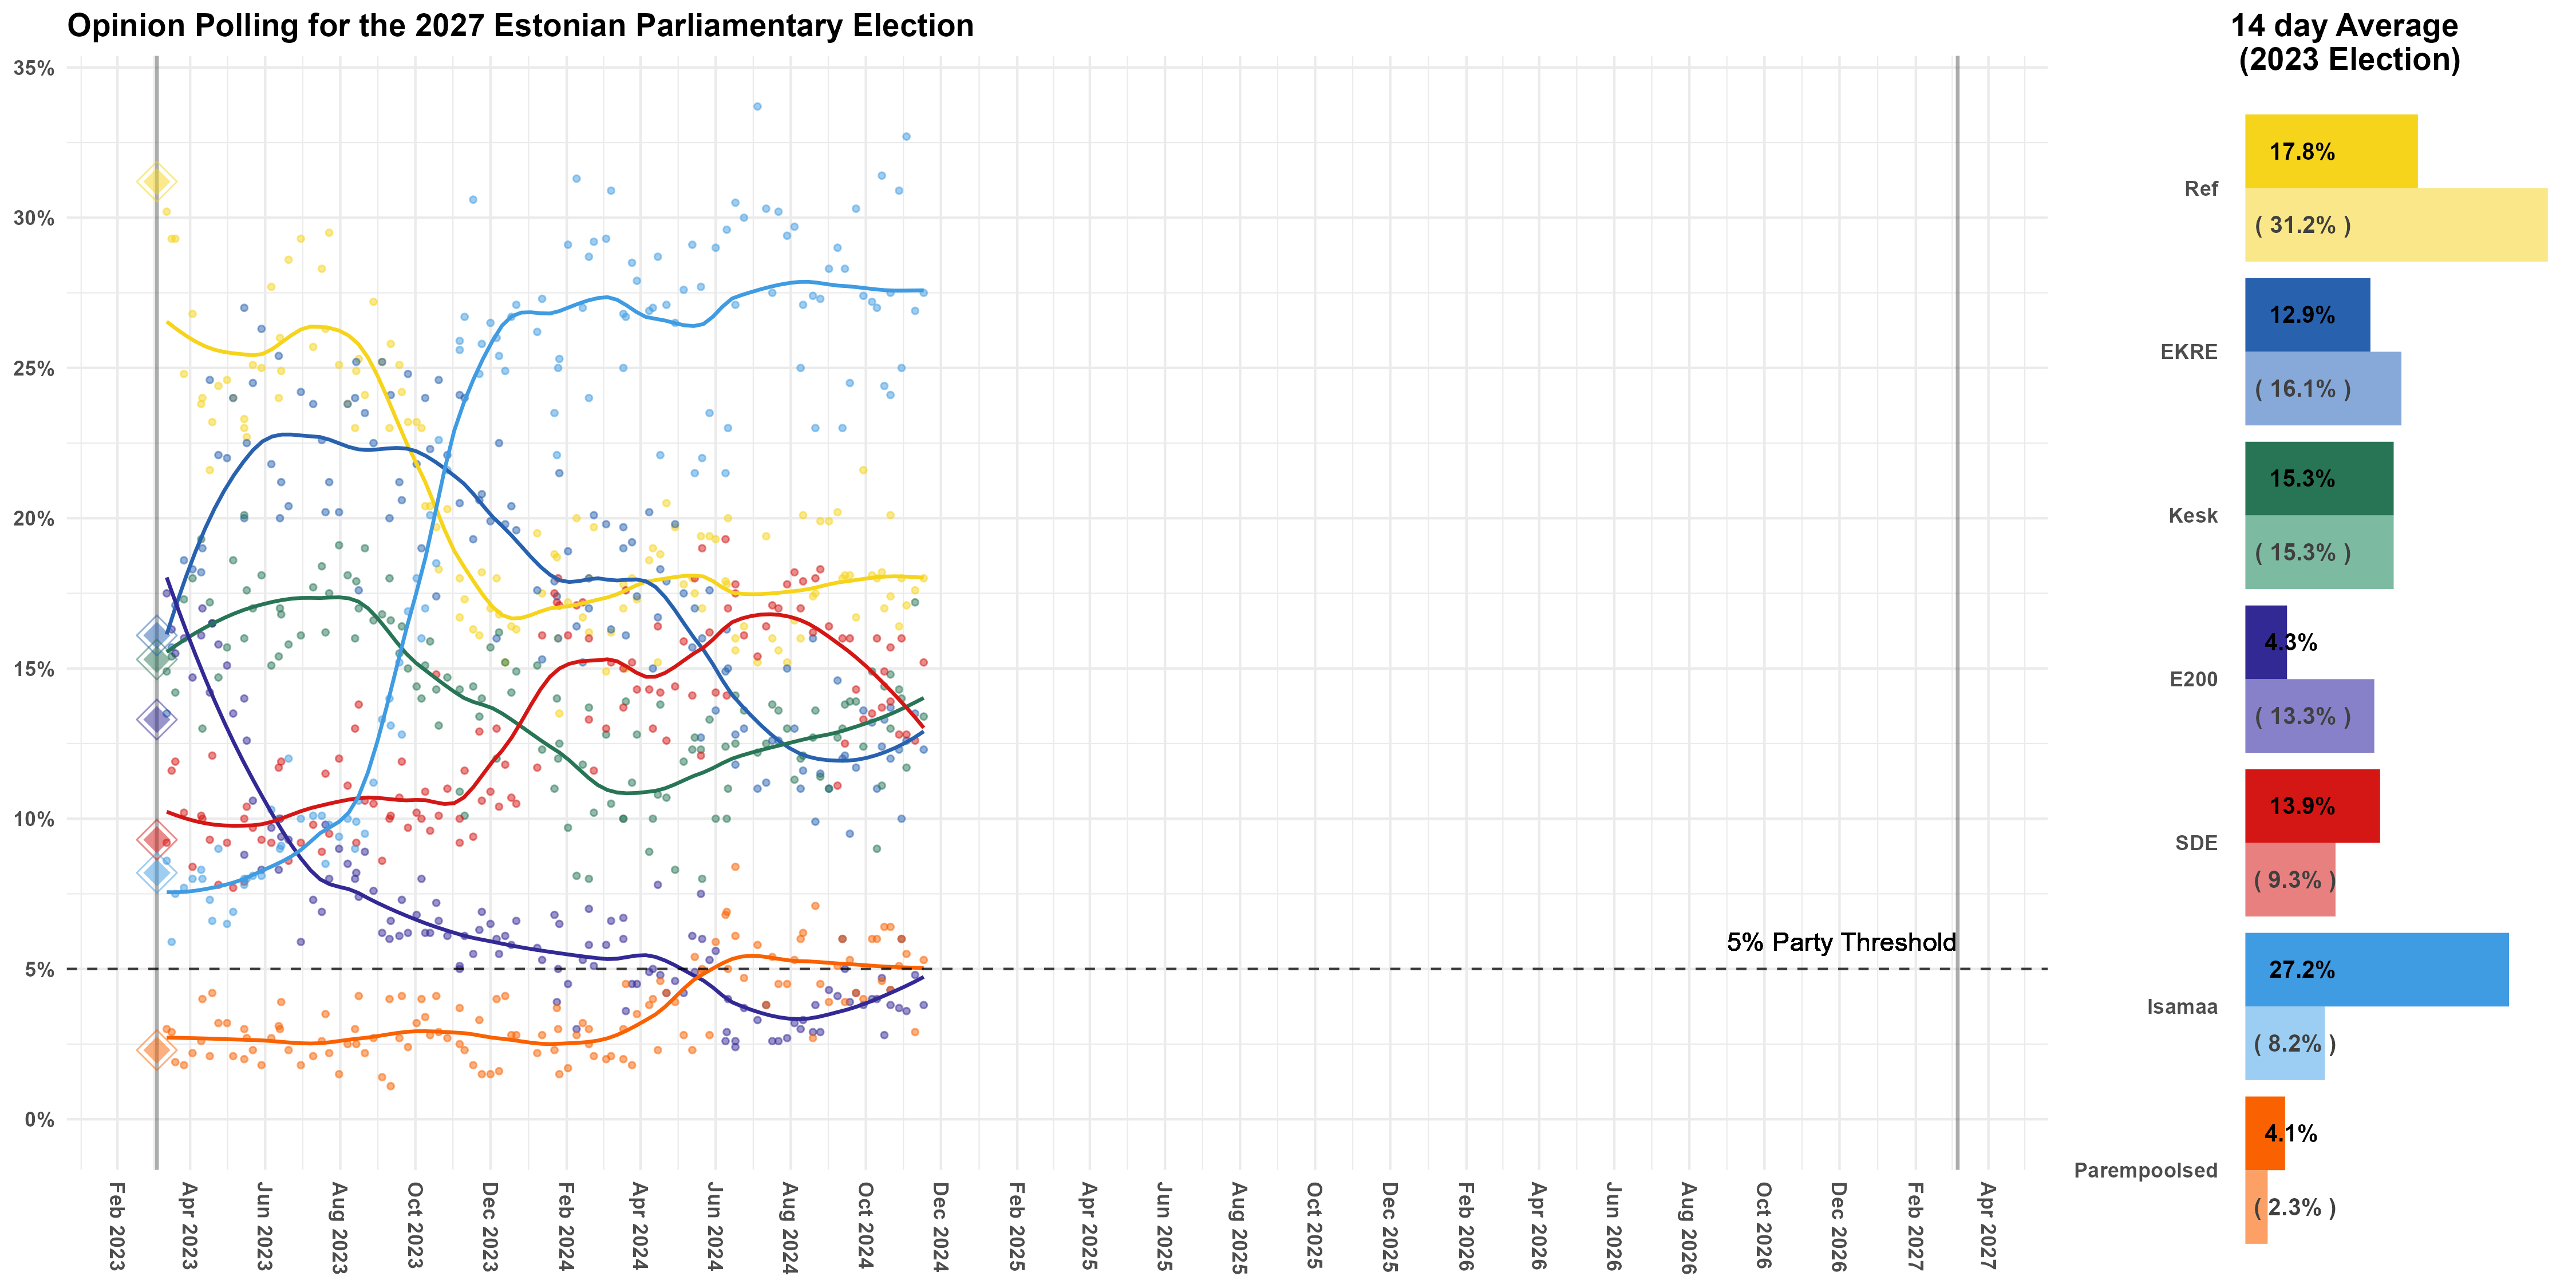 Opinion Polling for the 2027 Estonian Parliamentary Election
35%
30%
25%
20%
15%
10%
5%
0%
5% Party Threshold
Feb 2023
Apr 2023
Jun 2023
Aug 2023
Oct 2023
Dec 2023
Feb 2024
Apr 2024
Jun 2024
Aug 2024
Oct 2024
Dec 2024
Feb 2025
Apr 2025
Jun 2025
Aug 2025
Oct 2025
Dec 2025
Feb 2026
Apr 2026
Jun 2026
Aug 2026
Oct 2026
Dec 2026
Feb 2027
Apr 2027
14 day Average
(2023 Election)
Ref
17.8%
( 31.2% )
EKRE
12.9%
( 16.1% )
Kesk
15.3%
( 15.3% )
E200
4.3%
( 13.3% )
SDE
13.9%
( 9.3% )
Isamaa
27.2%
( 8.2% )
Parempoolsed
4.1%
( 2.3% )